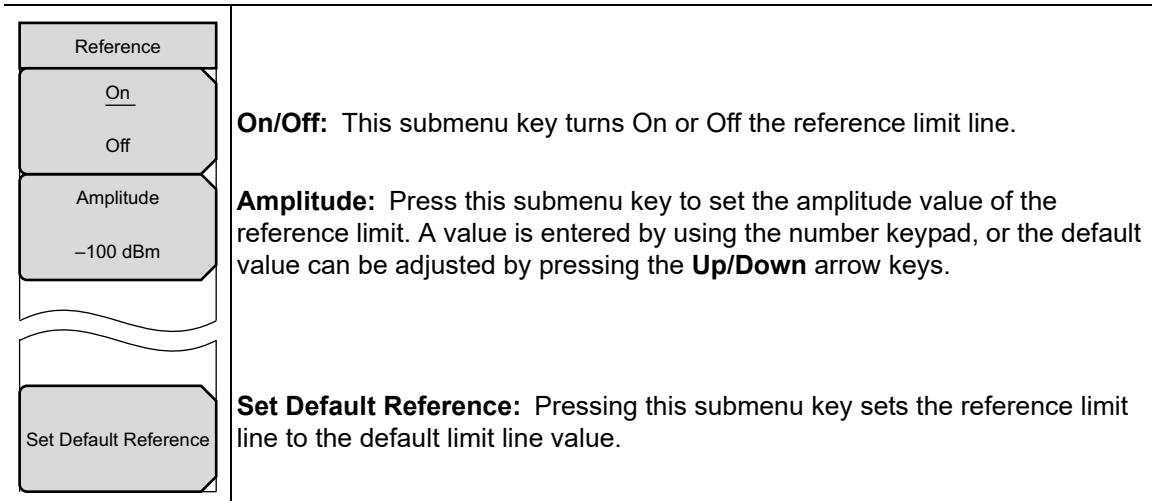 Reference
On
Off
On/Off: This submenu key turns On or Off the reference limit line.
Amplitude
–100 dBm
Amplitude: Press this submenu key to set the amplitude value of the
reference limit. A value is entered by using the number keypad, or the default
value can be adjusted by pressing the Up/Down arrow keys.
Set Default Reference
Set Default Reference: Pressing this submenu key sets the reference limit
line to the default limit line value.